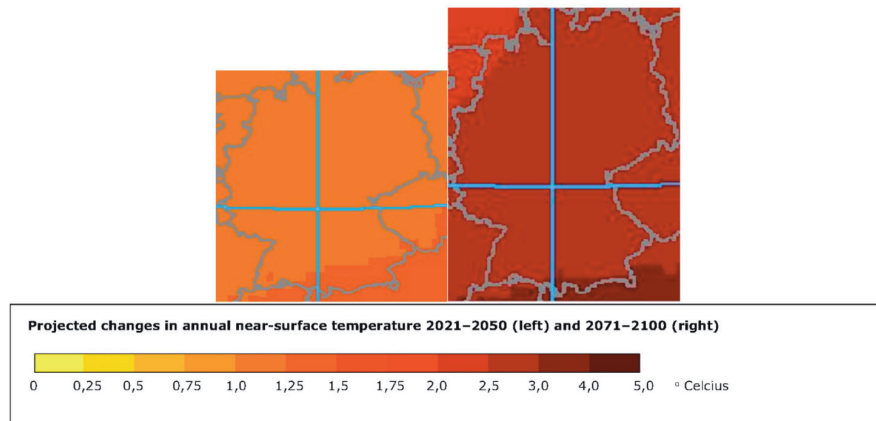 Projected changes in annual near-surface temperature 2021–2050 (left) and 2071–2100 (right)
0 0,25 0,5 0,75 1,0 1,25 1,5 1,75 2,0 2,5 3,0 4,0 5,0 ° Celcius